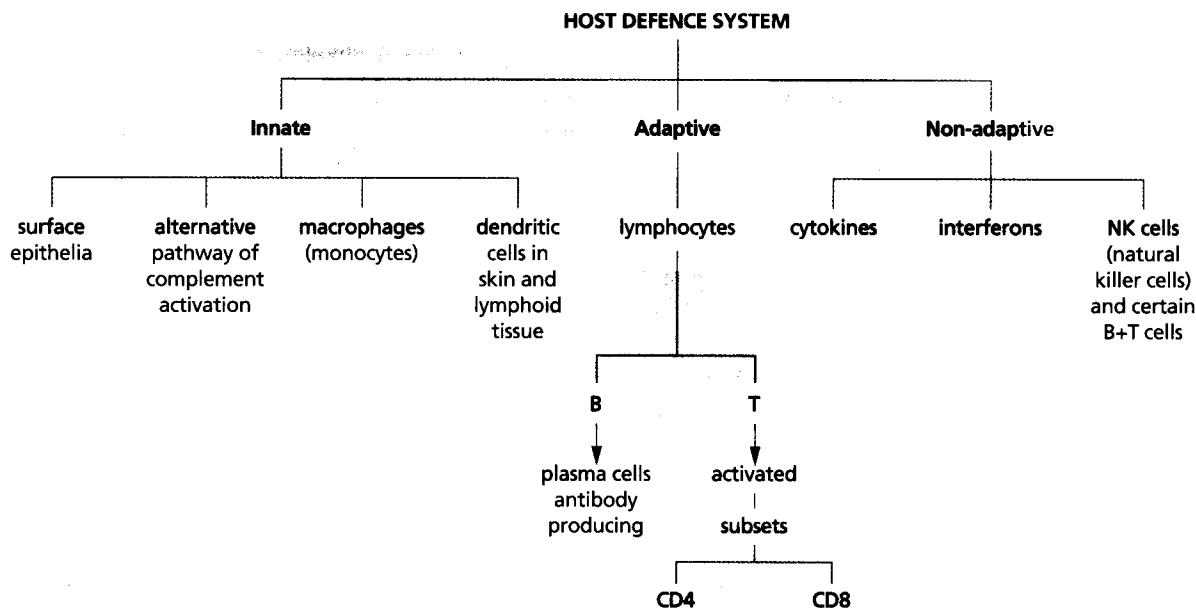 HOST DEFENCE SYSTEM
Innate
Adaptive
Non-adaptive
surface
epithelia
alternative
pathway of
complement
activation
macrophages
(monocytes)
dendritic
cells in
skin and
lymphoid
tissue
lymphocytes
cytokines
interferons
NK cells
(natural
killer cells)
and certain
B+T cells
B
T
plasma cells
antibody
producing
activated
subsets
CD4
CD8